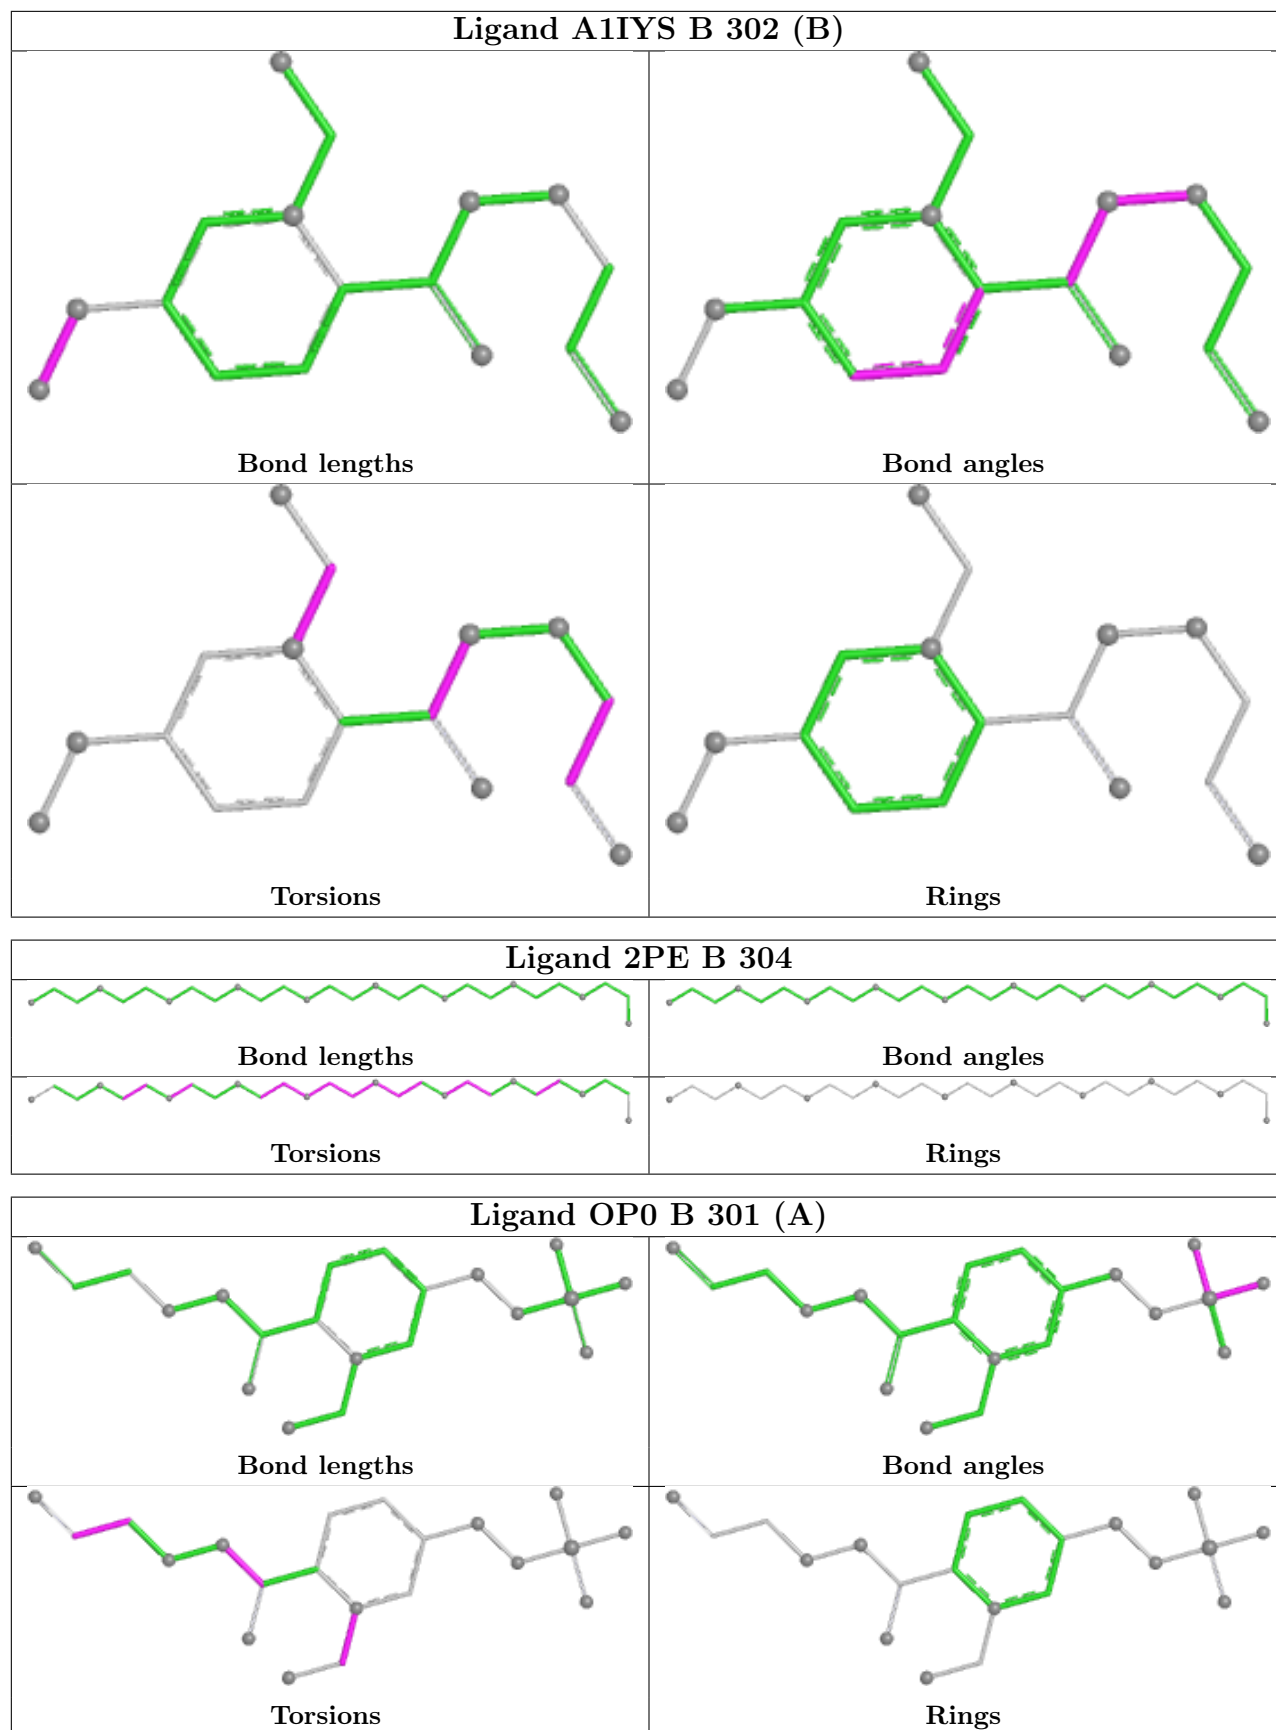 Ligand A1IYS B 302 (B)
Bond lengths
Bond angles
Torsions
Rings
Ligand 2PE B 304
Bond lengths
Bond angles
Torsions
Rings
Ligand OP0 B 301 (A)
Bond lengths
Bond angles
Torsions
Rings